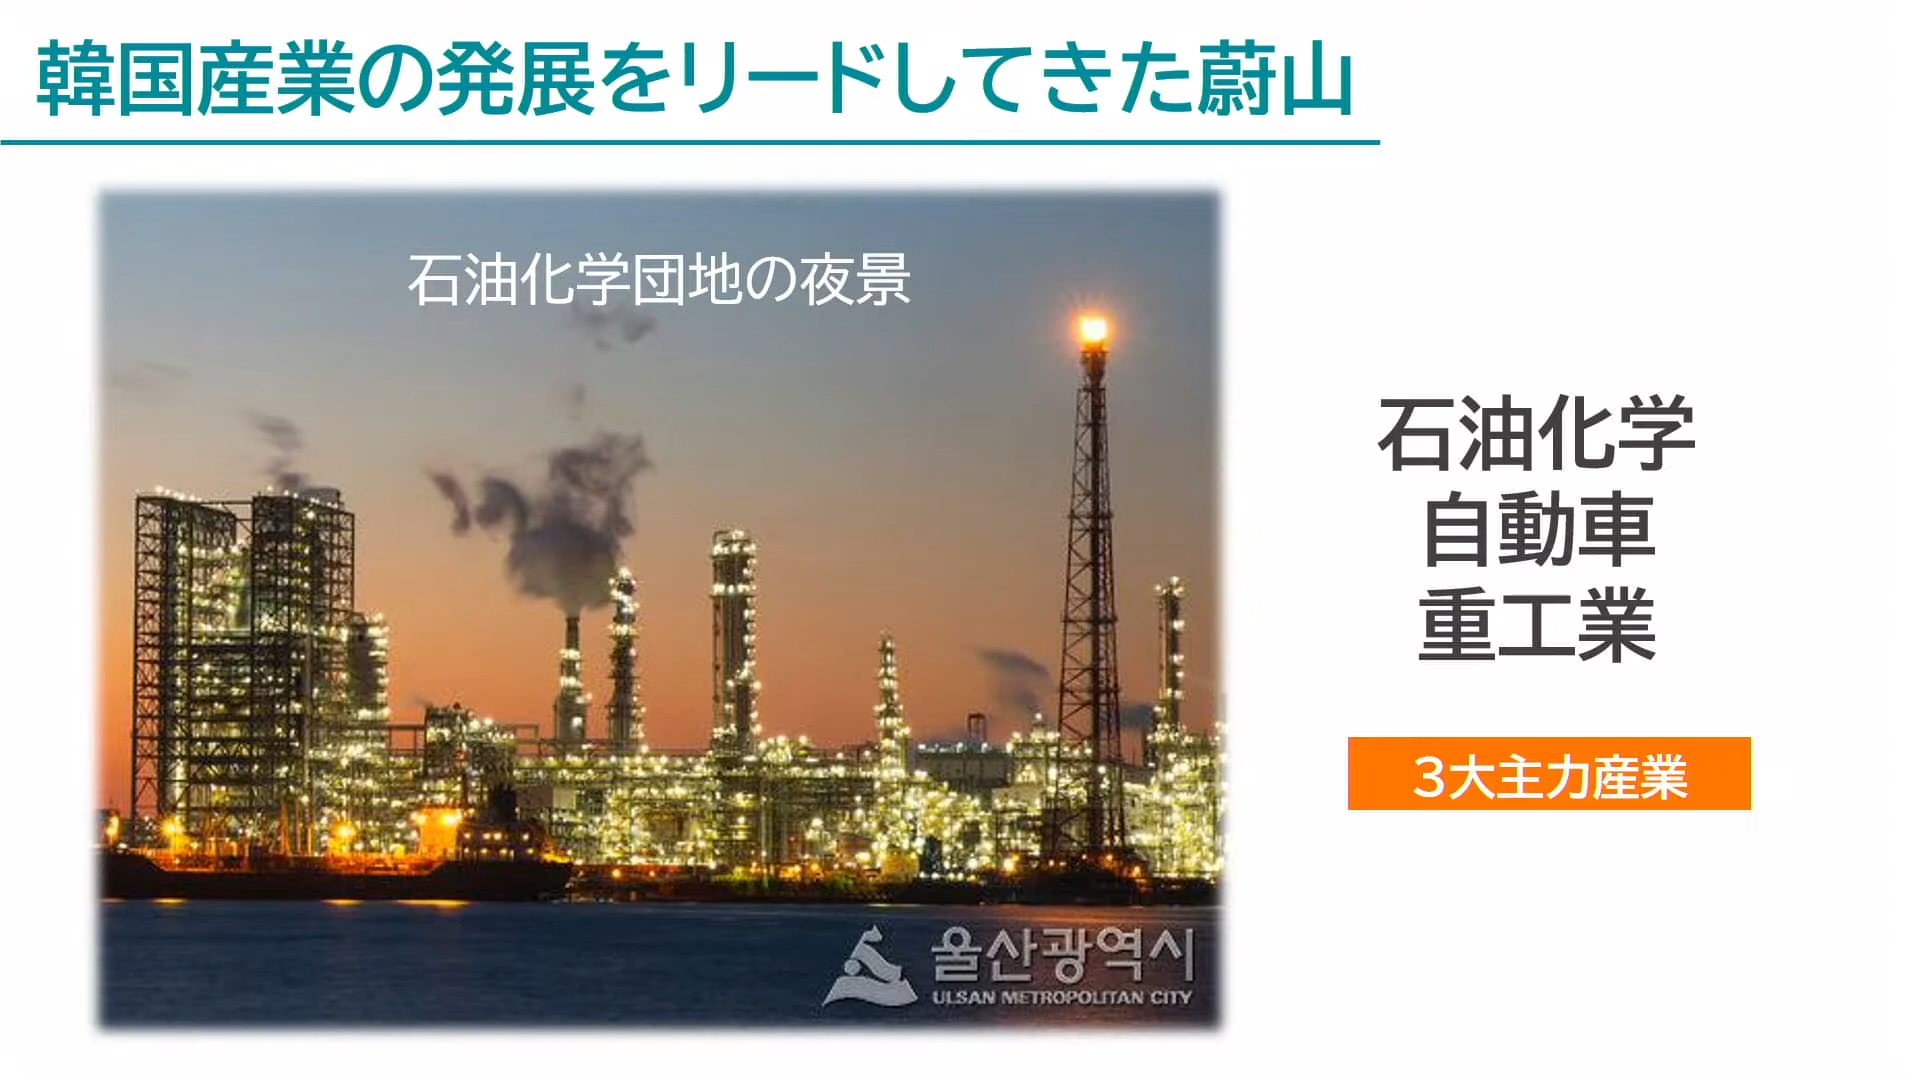 韓国産業の発展をリードしてきた蔚山
石油化学団地の夜景
石油化学
自動車
重工業
3大主力産業
울산광역시
ULSAN METROPOLITAN CITY